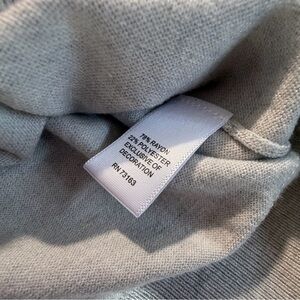 78% RAYON
22% POLYESTER
EXCLUSIVE OF
DECORATION
RN 73163